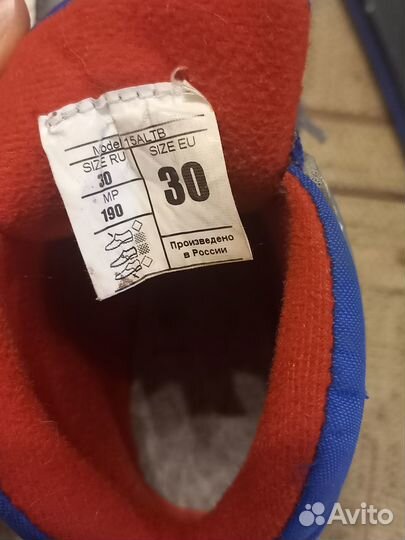 Model 15ALTB
SIZE RU
30
MP
190
SIZE EU
30
Произведено
в России
Avito